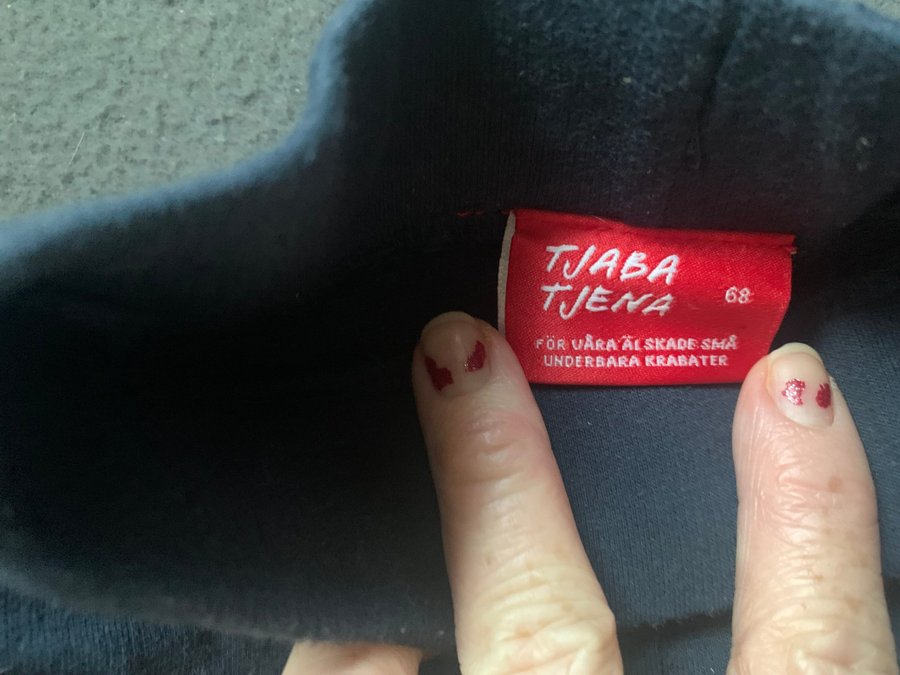 TJABA
TJENA
68
FÖR VÅRA ÄLSKADE SMÅ
UNDERBARA KRABATER